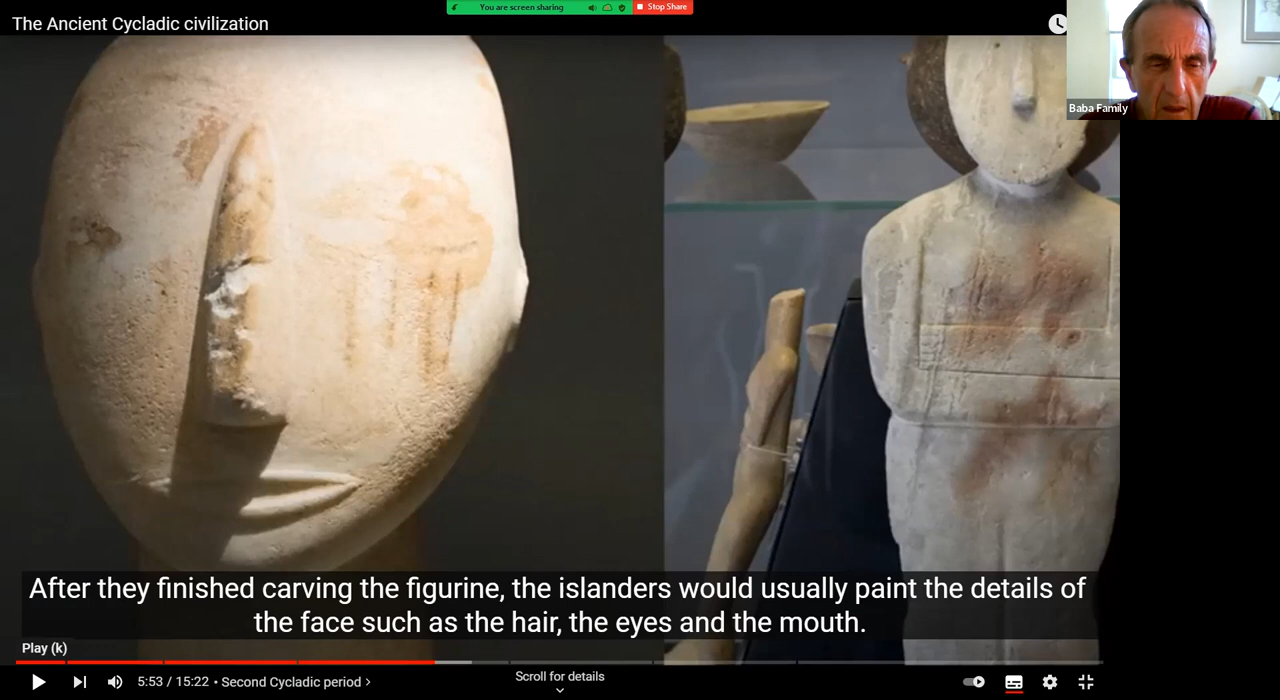 The Ancient Cycladic civilization
You are screen sharing
Stop Share
Baba Family
After they finished carving the figurine, the islanders would usually paint the details of
the face such as the hair, the eyes and the mouth.
Play (k)
5:53 / 15:22 • Second Cycladic period >
Scroll for details